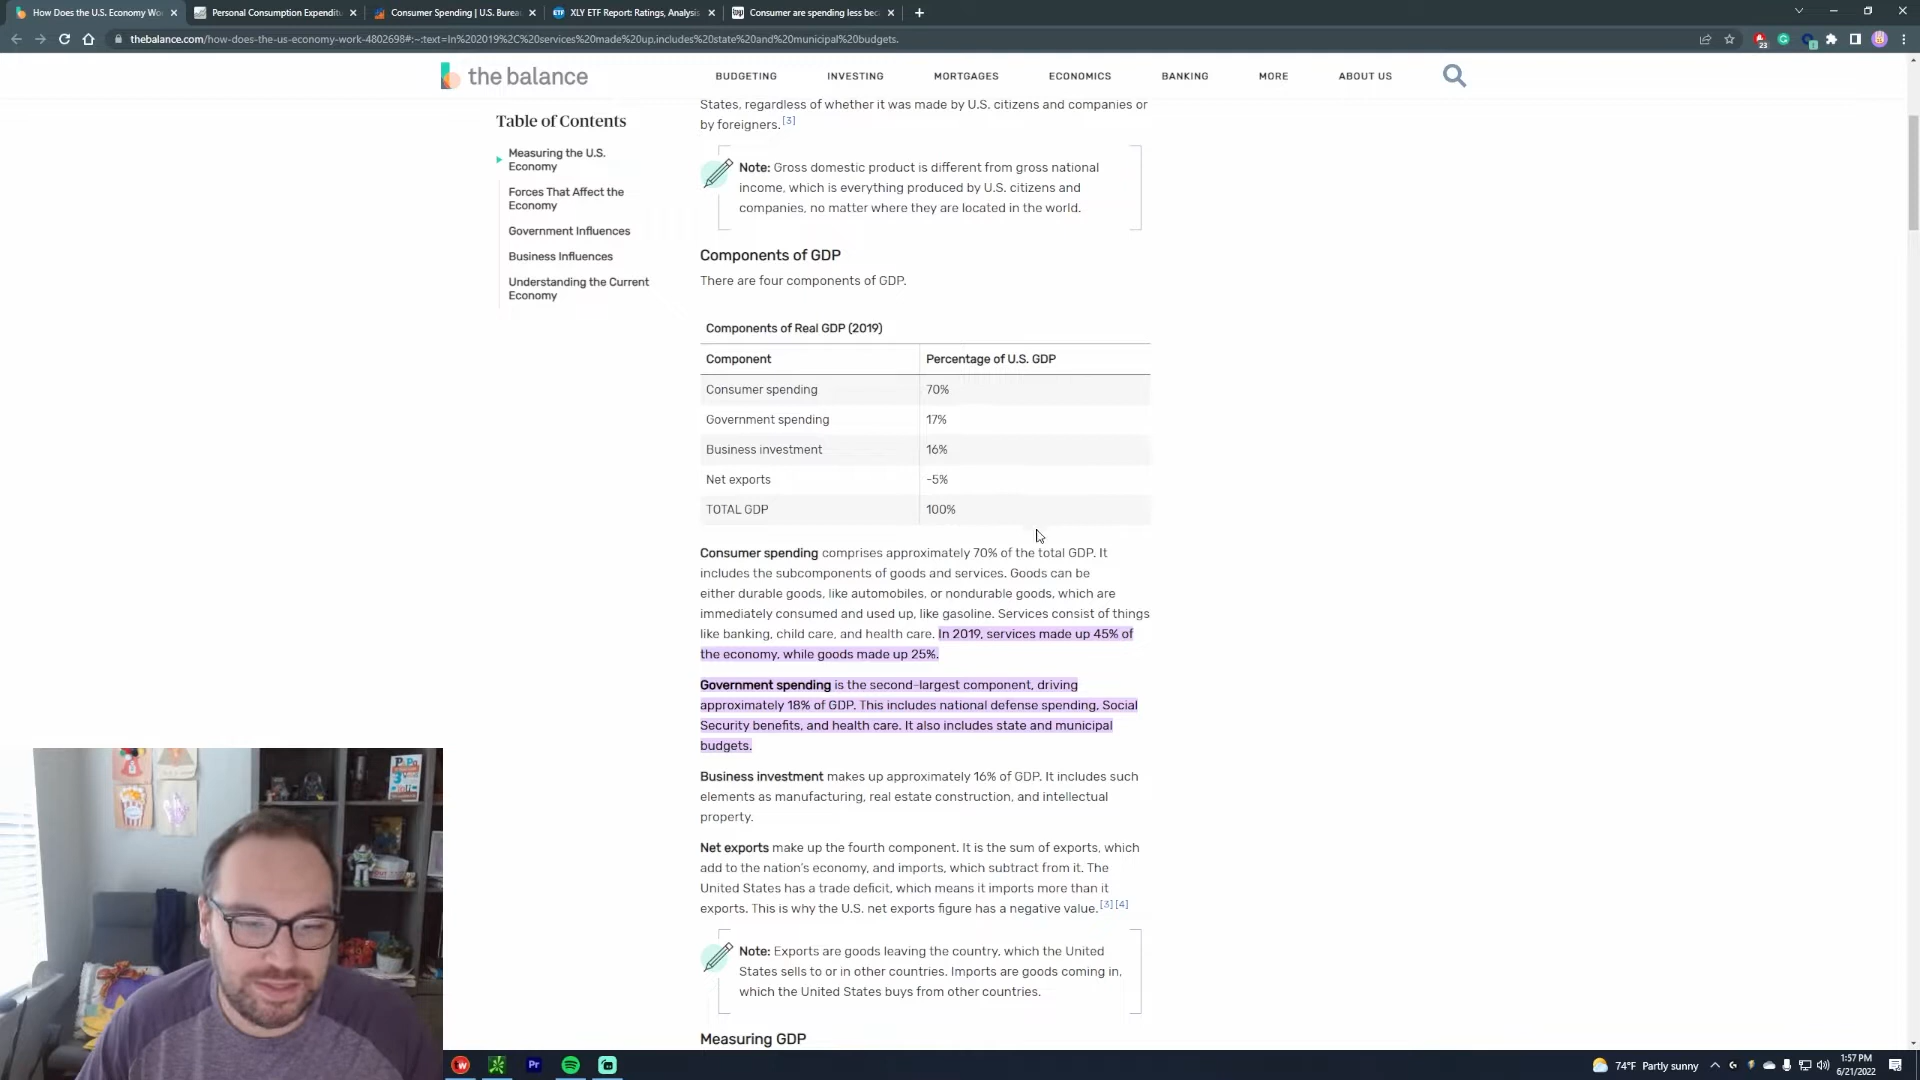 How Does the U.S. Economy Wo
Personal Consumption Expenditu
Consumer Spending | U.S. Burea
XLY ETF Report: Ratings, Analysis
Consumer are spending less bec
thebalance.com/how-does-the-us-economy-work-4802698#:~:text=In%202019%2C%20services%20made%20up,includes%20state%20and%20municipal%20budgets.
23
the balance
BUDGETING INVESTING MORTGAGES ECONOMICS BANKING MORE ABOUT US
Table of Contents
Measuring the U.S.
Economy
Forces That Affect the
Economy
Government Influences
Business Influences
Understanding the Current
Economy
States, regardless of whether it was made by U.S. citizens and companies or
by foreigners. [3]
Note: Gross domestic product is different from gross national
income, which is everything produced by U.S. citizens and
companies, no matter where they are located in the world.
Components of GDP
There are four components of GDP.
Components of Real GDP (2019)
Component Percentage of U.S. GDP
Consumer spending 70%
Government spending 17%
Business investment 16%
Net exports -5%
TOTAL GDP 100%
Consumer spending comprises approximately 70% of the total GDP. It
includes the subcomponents of goods and services. Goods can be
either durable goods, like automobiles, or nondurable goods, which are
immediately consumed and used up, like gasoline. Services consist of things
like banking, child care, and health care. In 2019, services made up 45% of
the economy, while goods made up 25%.
Government spending is the second-largest component, driving
approximately 18% of GDP. This includes national defense spending, Social
Security benefits, and health care. It also includes state and municipal
budgets.
Business investment makes up approximately 16% of GDP. It includes such
elements as manufacturing, real estate construction, and intellectual
property.
Net exports make up the fourth component. It is the sum of exports, which
add to the nation's economy, and imports, which subtract from it. The
United States has a trade deficit, which means it imports more than it
exports. This is why the U.S. net exports figure has a negative value. [3] [4]
Note: Exports are goods leaving the country, which the United
States sells to or in other countries. Imports are goods coming in,
which the United States buys from other countries.
Measuring GDP
Pr
74°F Partly sunny
1:57 PM
6/21/2022